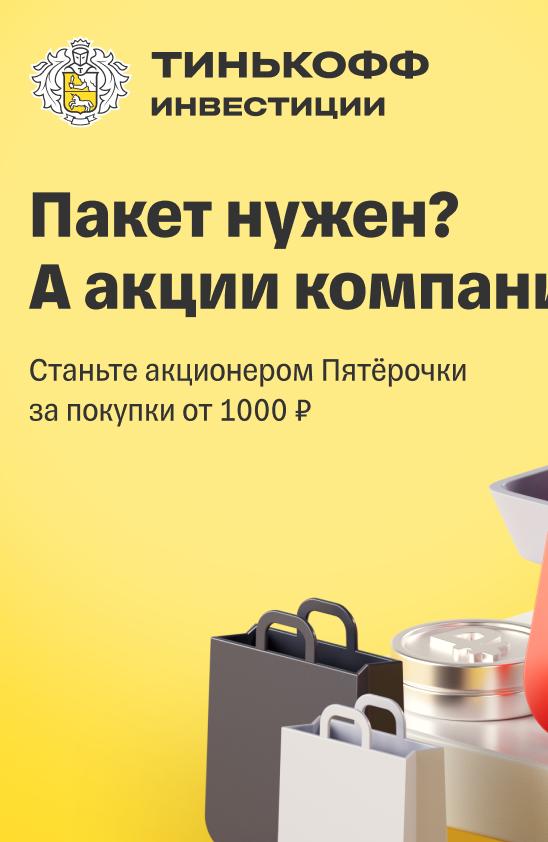 ТИНЬКОФФ
ИНВЕСТИЦИИ
Пакет нужен?
А акции компани
Станьте акционером Пятёрочки
за покупки от 1000 ₽